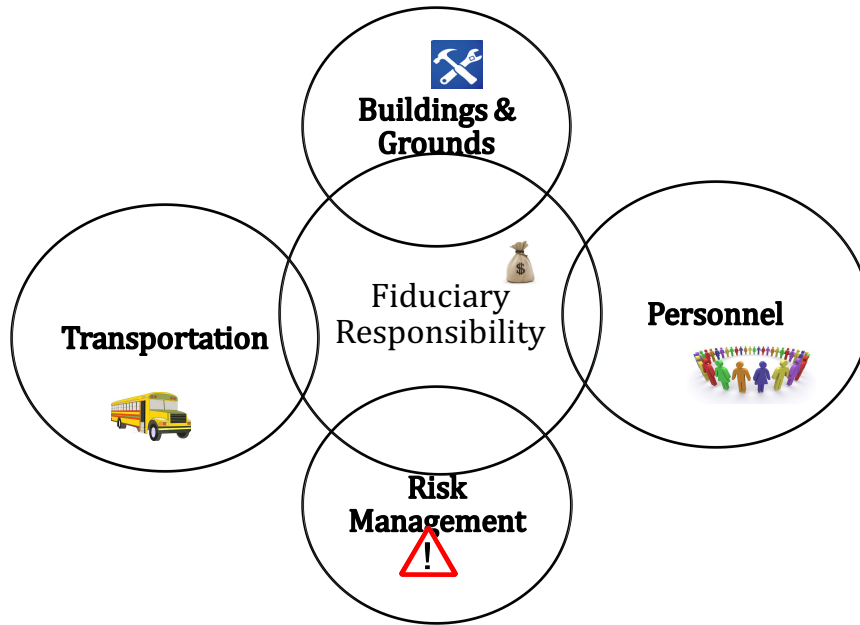 Buildings &
Grounds
$
Fiduciary
Responsibility
Transportation
Personnel
Risk
Management
!